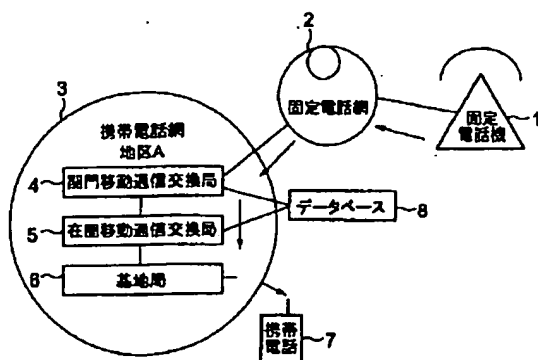 2
固定電話網
固定
電話機
1
3
携帯電話網
地区A
4
関門移動通信交換局
5
在圏移動通信交換局
6
基地局
データベース
8
携帯
電話
7